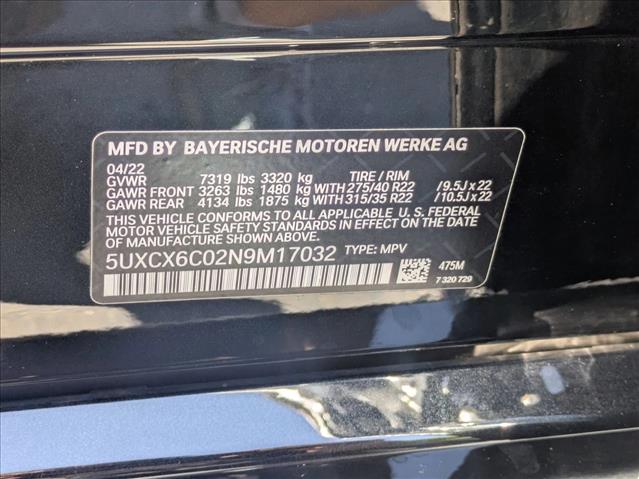 MFD BY BAYERISCHE MOTOREN WERKE AG
04/22
GVWR 7319 lbs 3320 kg TIRE / RIM
GAWR FRONT 3263 lbs 1480 kg WITH 275/40 R22 /9.5J x 22
GAWR REAR 4134 lbs 1875 kg WITH 315/35 R22 /10.5J x 22
THIS VEHICLE CONFORMS TO ALL APPLICABLE U. S. FEDERAL
MOTOR VEHICLE SAFETY STANDARDS IN EFFECT ON THE DATE
OF MANUFACTURE SHOWN ABOVE.
5UXCX6C02N9M17032 TYPE: MPV
475M
7 320 729